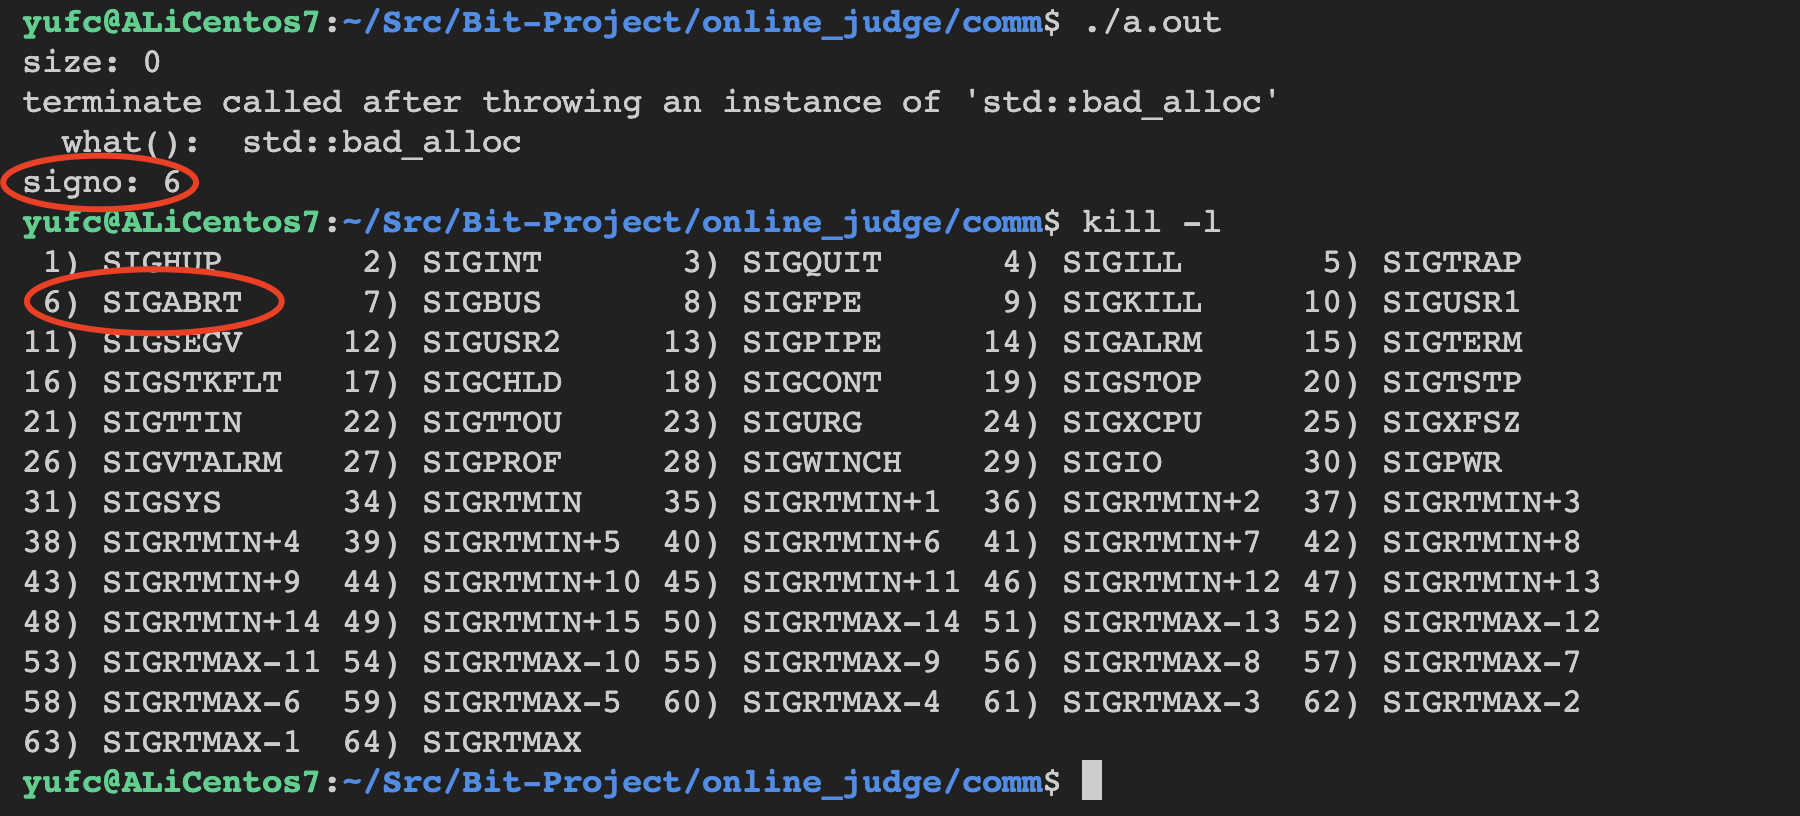 yufc@ALiCentos7:~/Src/Bit-Project/online_judge/comm$ ./a.out
size: 0
terminate called after throwing an instance of 'std::bad_alloc'
  what():  std::bad_alloc
signo: 6
yufc@ALiCentos7:~/Src/Bit-Project/online_judge/comm$ kill -l
 1) SIGHUP       2) SIGINT       3) SIGQUIT      4) SIGILL       5) SIGTRAP
 6) SIGABRT      7) SIGBUS       8) SIGFPE       9) SIGKILL     10) SIGUSR1
11) SIGSEGV     12) SIGUSR2     13) SIGPIPE     14) SIGALRM     15) SIGTERM
16) SIGSTKFLT   17) SIGCHLD     18) SIGCONT     19) SIGSTOP     20) SIGTSTP
21) SIGTTIN     22) SIGTTOU     23) SIGURG      24) SIGXCPU     25) SIGXFSZ
26) SIGVTALRM   27) SIGPROF     28) SIGWINCH    29) SIGIO       30) SIGPWR
31) SIGSYS      34) SIGRTMIN    35) SIGRTMIN+1  36) SIGRTMIN+2  37) SIGRTMIN+3
38) SIGRTMIN+4  39) SIGRTMIN+5  40) SIGRTMIN+6  41) SIGRTMIN+7  42) SIGRTMIN+8
43) SIGRTMIN+9  44) SIGRTMIN+10 45) SIGRTMIN+11 46) SIGRTMIN+12 47) SIGRTMIN+13
48) SIGRTMIN+14 49) SIGRTMIN+15 50) SIGRTMAX-14 51) SIGRTMAX-13 52) SIGRTMAX-12
53) SIGRTMAX-11 54) SIGRTMAX-10 55) SIGRTMAX-9  56) SIGRTMAX-8  57) SIGRTMAX-7
58) SIGRTMAX-6  59) SIGRTMAX-5  60) SIGRTMAX-4  61) SIGRTMAX-3  62) SIGRTMAX-2
63) SIGRTMAX-1  64) SIGRTMAX
yufc@ALiCentos7:~/Src/Bit-Project/online_judge/comm$